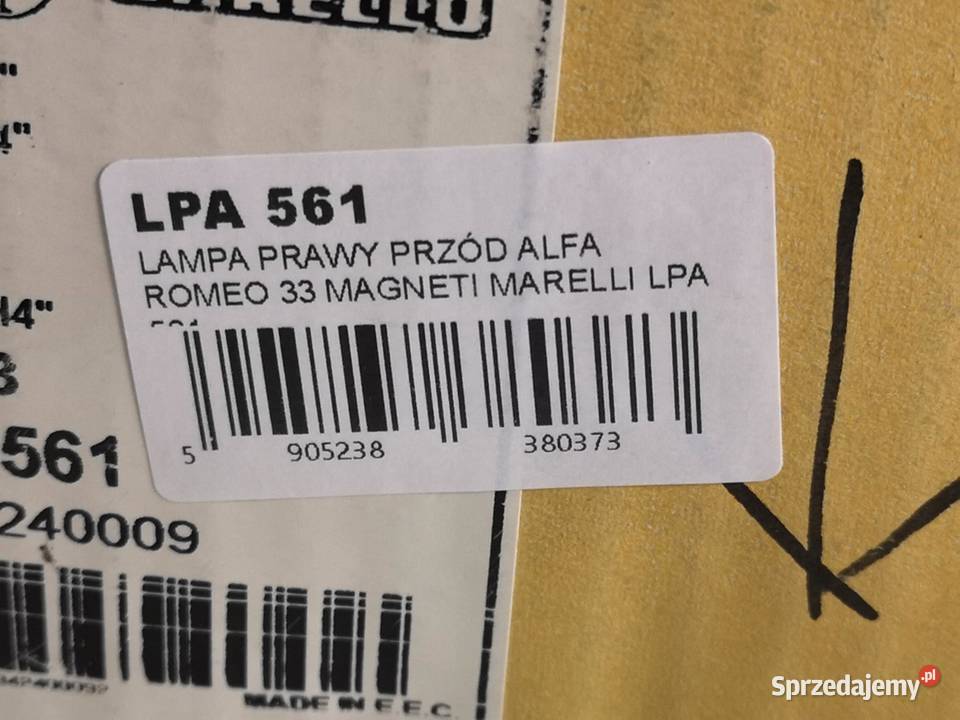 LPA 561
LAMPA PRAWY PRZÓD ALFA
ROMEO 33 MAGNETI MARELLI LPA
5 905238 380373
561
240009
MADE IN E.E.C.
Sprzedajemy.pl